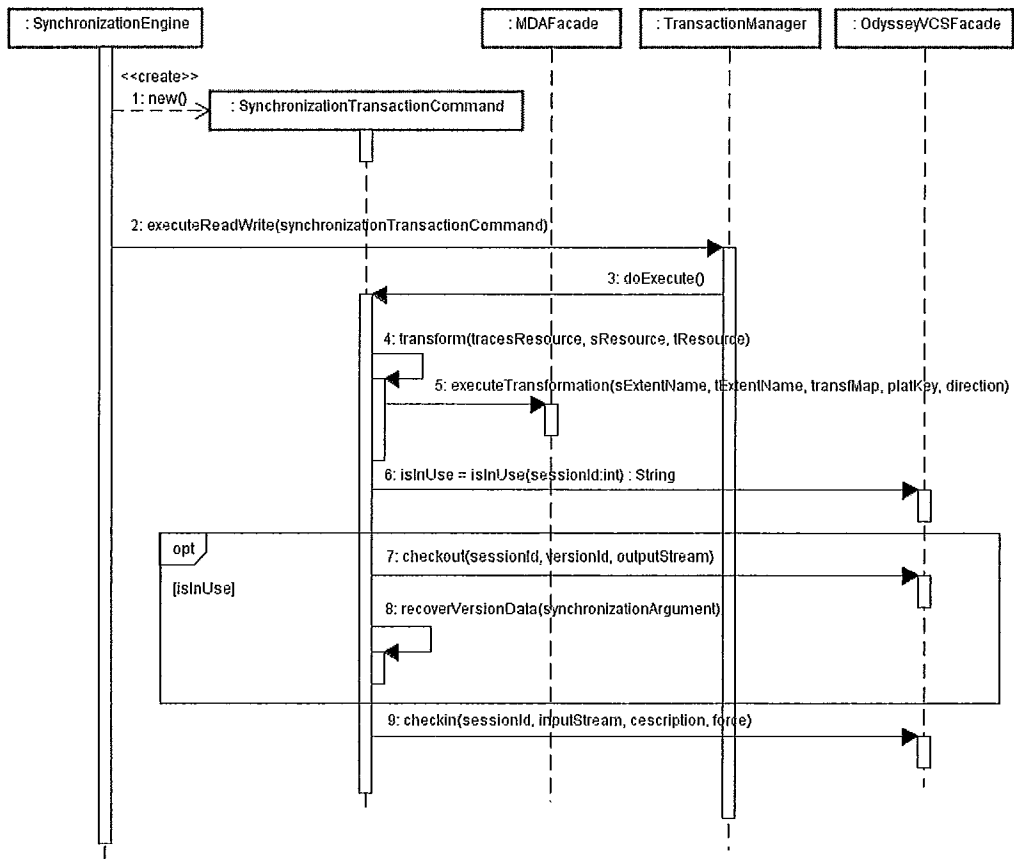 : SynchronizationEngine
: MDAFacade
: TransactionManager
: OdysseyVCSFacade
<<create>>
1: new()
: SynchronizationTransactionCommand
2: executeReadWrite(synchronizationTransactionCommand)
3: doExecute()
4: transform(tracesResource, sResource, tResource)
5: executeTransformation(sExtentName, tExtentName, transfMap, platKey, direction)
6: isInUse = isInUse(sessionId:int) : String
opt
7: checkout(sessionId, versionId, outputStream)
[isInUse]
8: recoverVersionData(synchronizationArgument)
9: checkin(sessionId, inputStream, cescription, force)